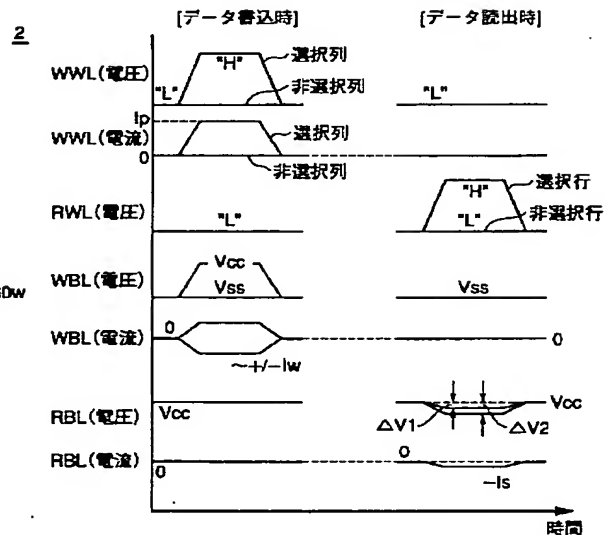 [データ書込時] [データ読出時]
2
WWL(電圧) "L" "H" 選択列 非選択列 "L"
WWL(電流) Ip 0 選択列 非選択列
RWL(電圧) "L" "H" "L" 選択行 非選択行
WBL(電圧) Vcc Vss Vss
WBL(電流) 0 ~+/-Iw 0
RBL(電圧) Vcc Vcc △V1 △V2
RBL(電流) 0 0 -Is
時間